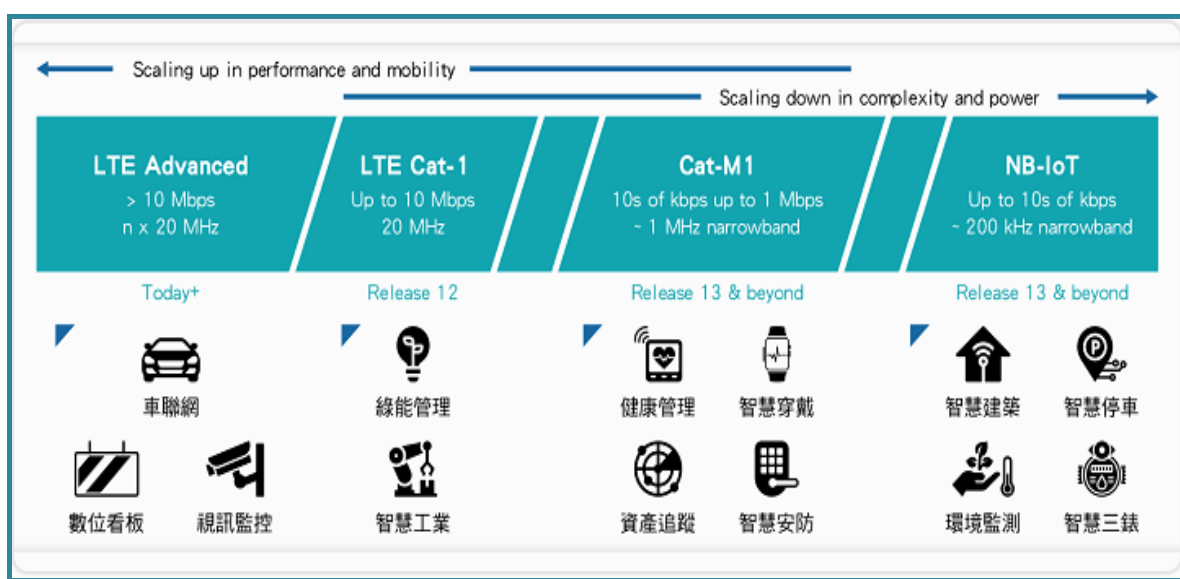 Scaling up in performance and mobility
Scaling down in complexity and power
LTE Advanced
> 10 Mbps
n x 20 MHz
LTE Cat-1
Up to 10 Mbps
20 MHz
Cat-M1
10s of kbps up to 1 Mbps
~ 1 MHz narrowband
NB-IoT
Up to 10s of kbps
~ 200 kHz narrowband
Today+
Release 12
Release 13 & beyond
Release 13 & beyond
車聯網
數位看板
視訊監控
綠能管理
智慧工業
健康管理
智慧穿戴
資產追蹤
智慧安防
P
智慧建築
智慧停車
環境監測
智慧三錶